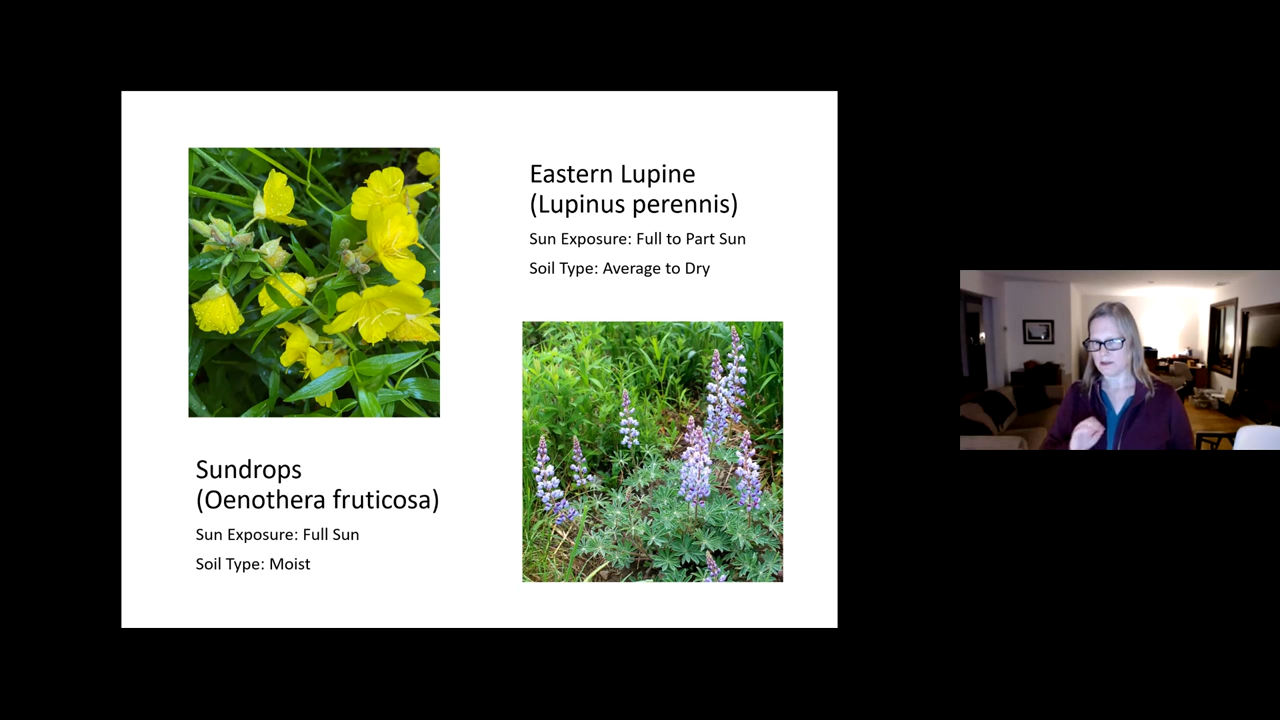 Eastern Lupine
(Lupinus perennis)
Sun Exposure: Full to Part Sun
Soil Type: Average to Dry
Sundrops
(Oenothera fruticosa)
Sun Exposure: Full Sun
Soil Type: Moist